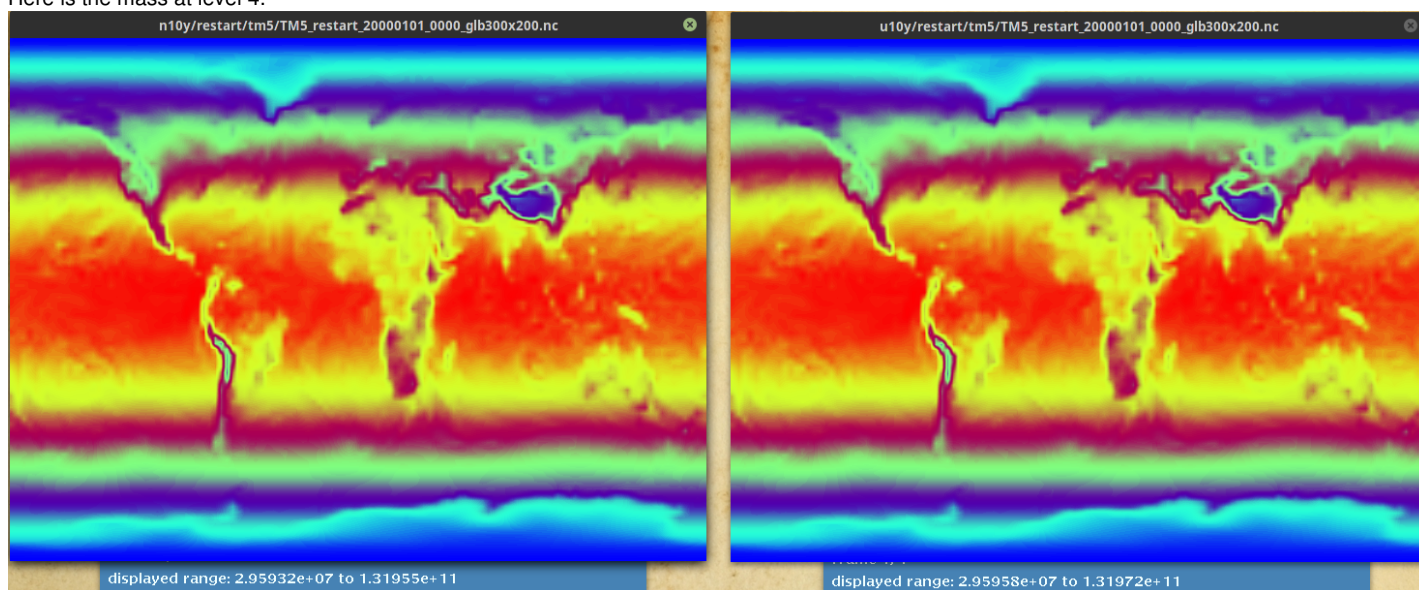 Here is the mass at level 4:
n10y/restart/tm5/TM5_restart_20000101_0000_glb300x200.nc
u10y/restart/tm5/TM5_restart_20000101_0000_glb300x200.nc
displayed range: 2.95932e+07 to 1.31955e+11
displayed range: 2.95958e+07 to 1.31972e+11